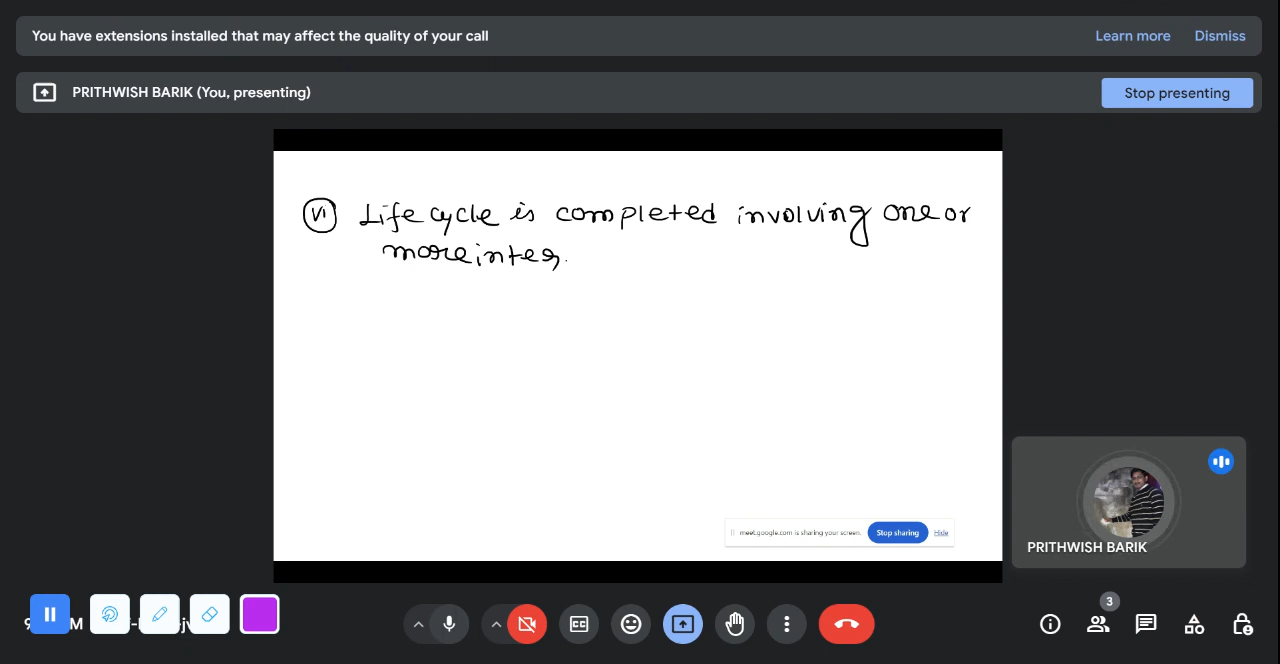 You have extensions installed that may affect the quality of your call
Learn more
Dismiss
PRITHWISH BARIK (You, presenting)
Stop presenting
VI Life cycle is completed involving one or
more inter
meet.google.com is sharing your screen.
Stop sharing
Hide
PRITHWISH BARIK
3
CC